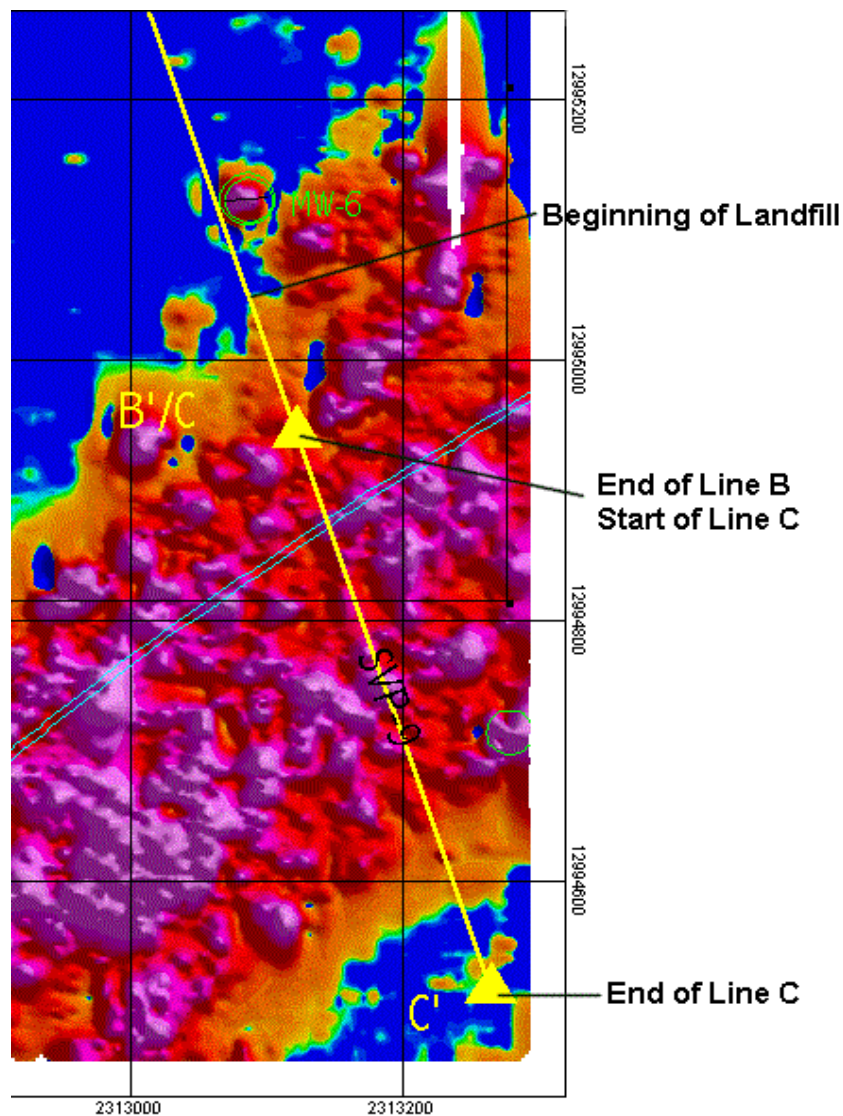 12995200
MW-6
Beginning of Landfill
12995000
B'/C
End of Line B
Start of Line C
12994800
SVP-9
12994600
End of Line C
C'
2313000
2313200